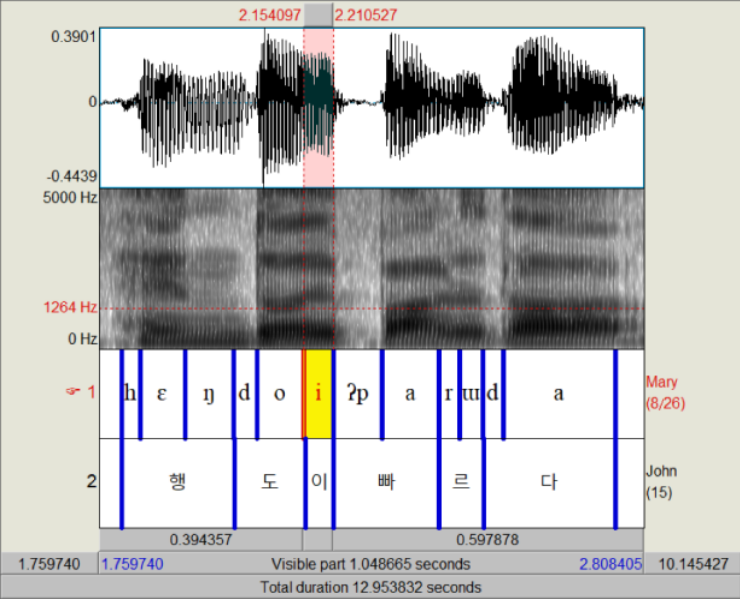 2.154097 2.210527
0.3901
0
-0.4439
5000 Hz
1264 Hz
0 Hz
☞ 1 h ɛ ŋ d o i ʔp a r ɯ d a Mary
(8/26)
2 행 도 이 빠 르 다 John
(15)
0.394357 0.597878
1.759740 1.759740 Visible part 1.048665 seconds 2.808405 10.145427
Total duration 12.953832 seconds